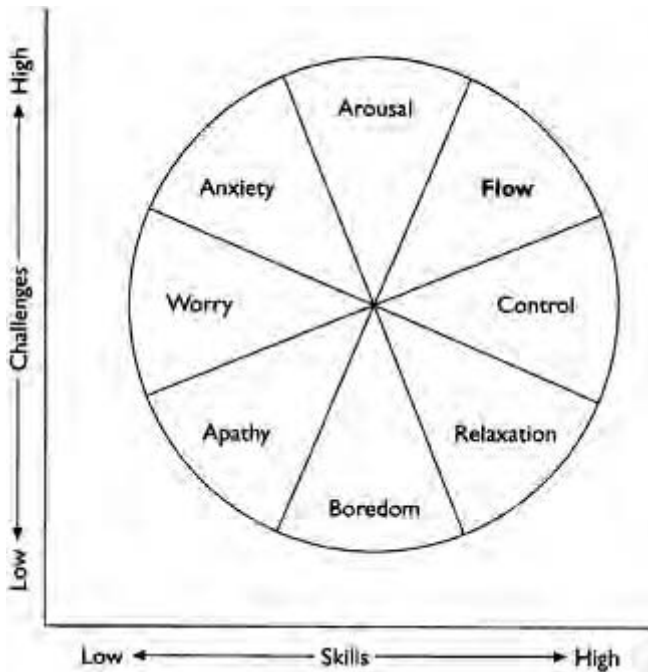 High
Challenges
Low
Arousal
Anxiety
Flow
Worry
Control
Apathy
Relaxation
Boredom
Low
Skills
High